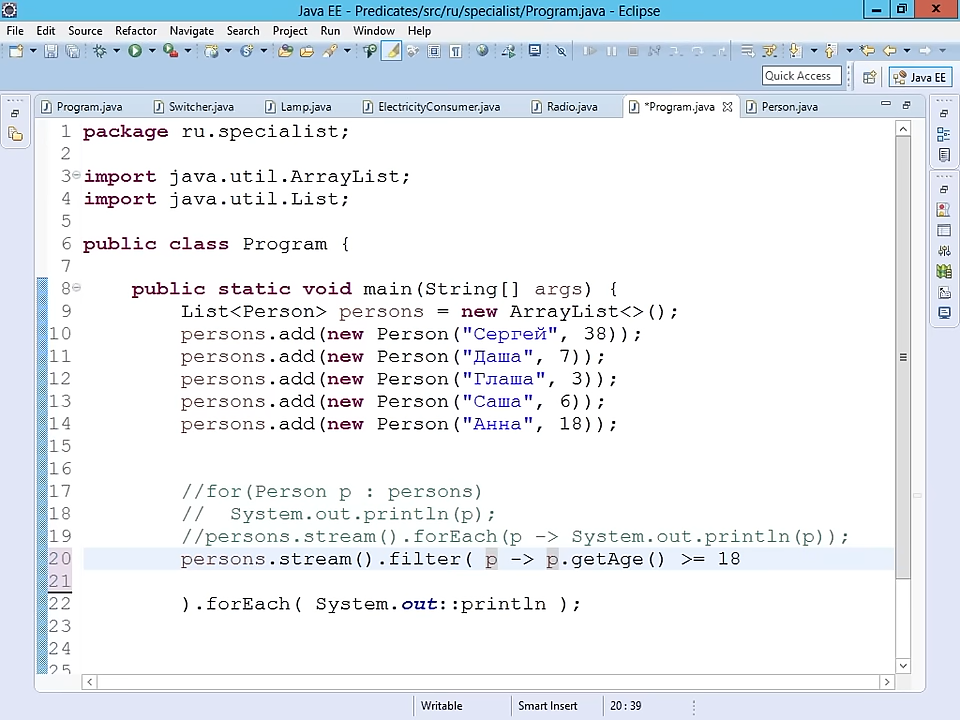 Java EE - Predicates/src/ru/specialist/Program.java - Eclipse
File Edit Source Refactor Navigate Search Project Run Window Help
Quick Access
Java EE
Program.java Switcher.java Lamp.java ElectricityConsumer.java Radio.java *Program.java Person.java
1 package ru.specialist;
2
3 import java.util.ArrayList;
4 import java.util.List;
5
6 public class Program {
7
8 public static void main(String[] args) {
9 List<Person> persons = new ArrayList<>();
10 persons.add(new Person("Сергей", 38));
11 persons.add(new Person("Даша", 7));
12 persons.add(new Person("Глаша", 3));
13 persons.add(new Person("Саша", 6));
14 persons.add(new Person("Анна", 18));
15
16
17 //for(Person p : persons)
18 // System.out.println(p);
19 //persons.stream().forEach(p -> System.out.println(p));
20 persons.stream().filter( p -> p.getAge() >= 18
21
22 ).forEach( System.out::println );
23
24
25
Writable Smart Insert 20 : 39